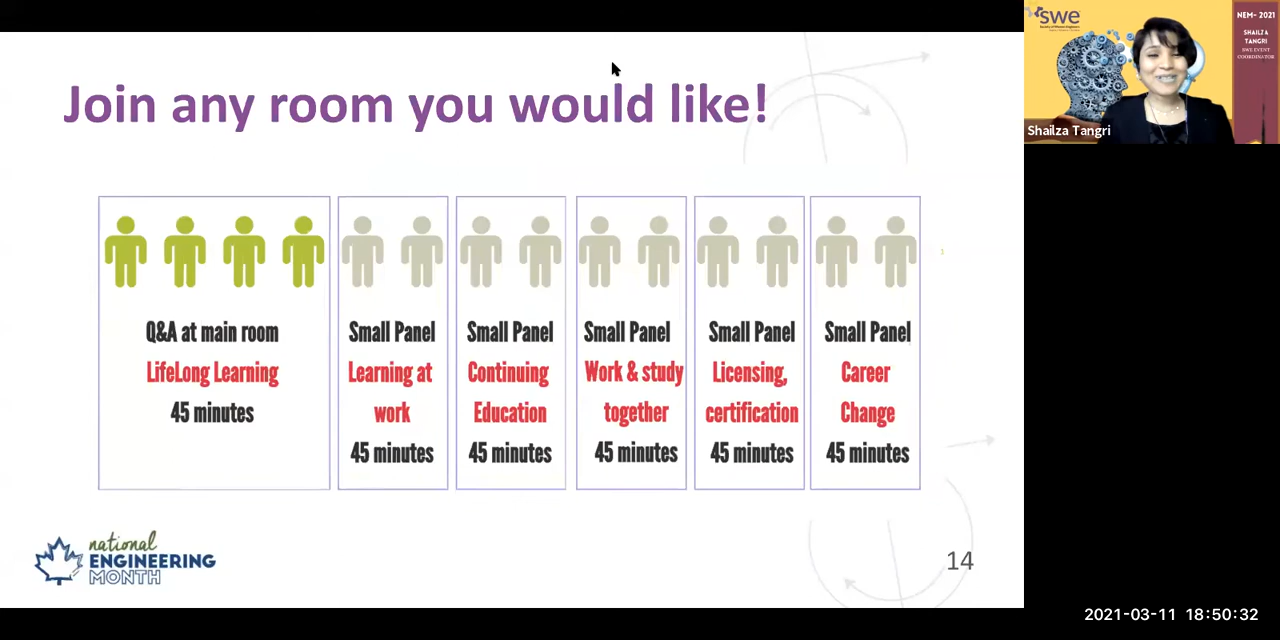 Join any room you would like!
Q&A at main room
LifeLong Learning
45 minutes
Small Panel
Learning at
work
45 minutes
Small Panel
Continuing
Education
45 minutes
Small Panel
Work & study
together
45 minutes
Small Panel
Licensing,
certification
45 minutes
Small Panel
Career
Change
45 minutes
national
ENGINEERING
MONTH
14
swe
NEM- 2021
SHAILZA
TANGRI
SWE EVENT
COORDINATOR
Shailza Tangri
2021-03-11 18:50:32